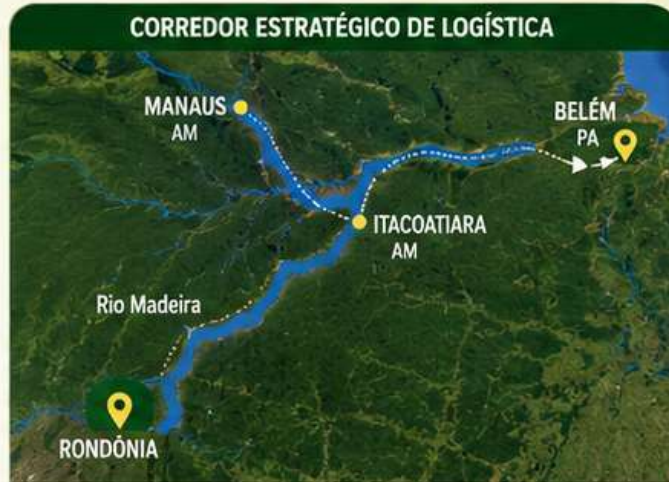 CORREDOR ESTRATÉGICO DE LOGÍSTICA
MANAUS
AM
BELÉM
PA
ITACOATIARA
AM
Rio Madeira
RONDÔNIA